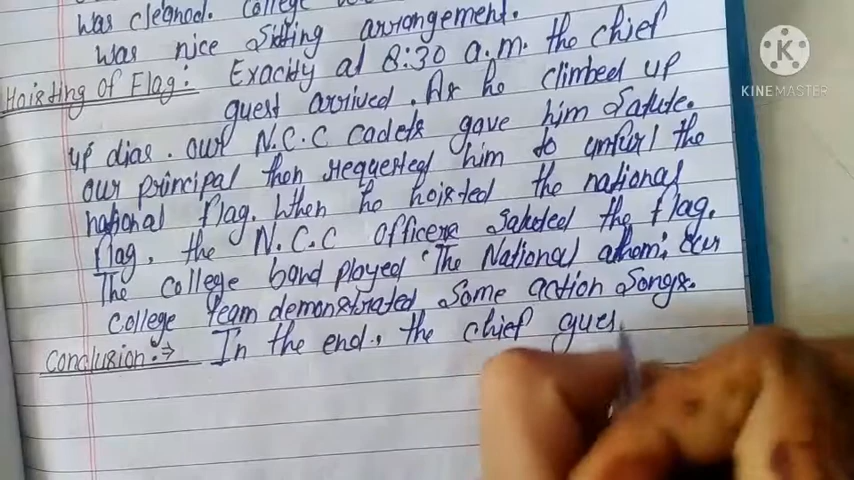 was cleaned. College
was nice sitting arrangement.
Hoisting of Flag: Exactly at 8:30 a.m. the chief
guest arrived. As he climbed up
up dias. our N.C.C cadets gave him Salute.
our principal then requested him to unfurl the
national flag. When he hoisted the national
flag, the N.C.C officers saluted the flag.
The college band played 'The National athem', our
college team demonstrated some action songs.
Conclusion:→ In the end, the chief gues
KINEMASTER